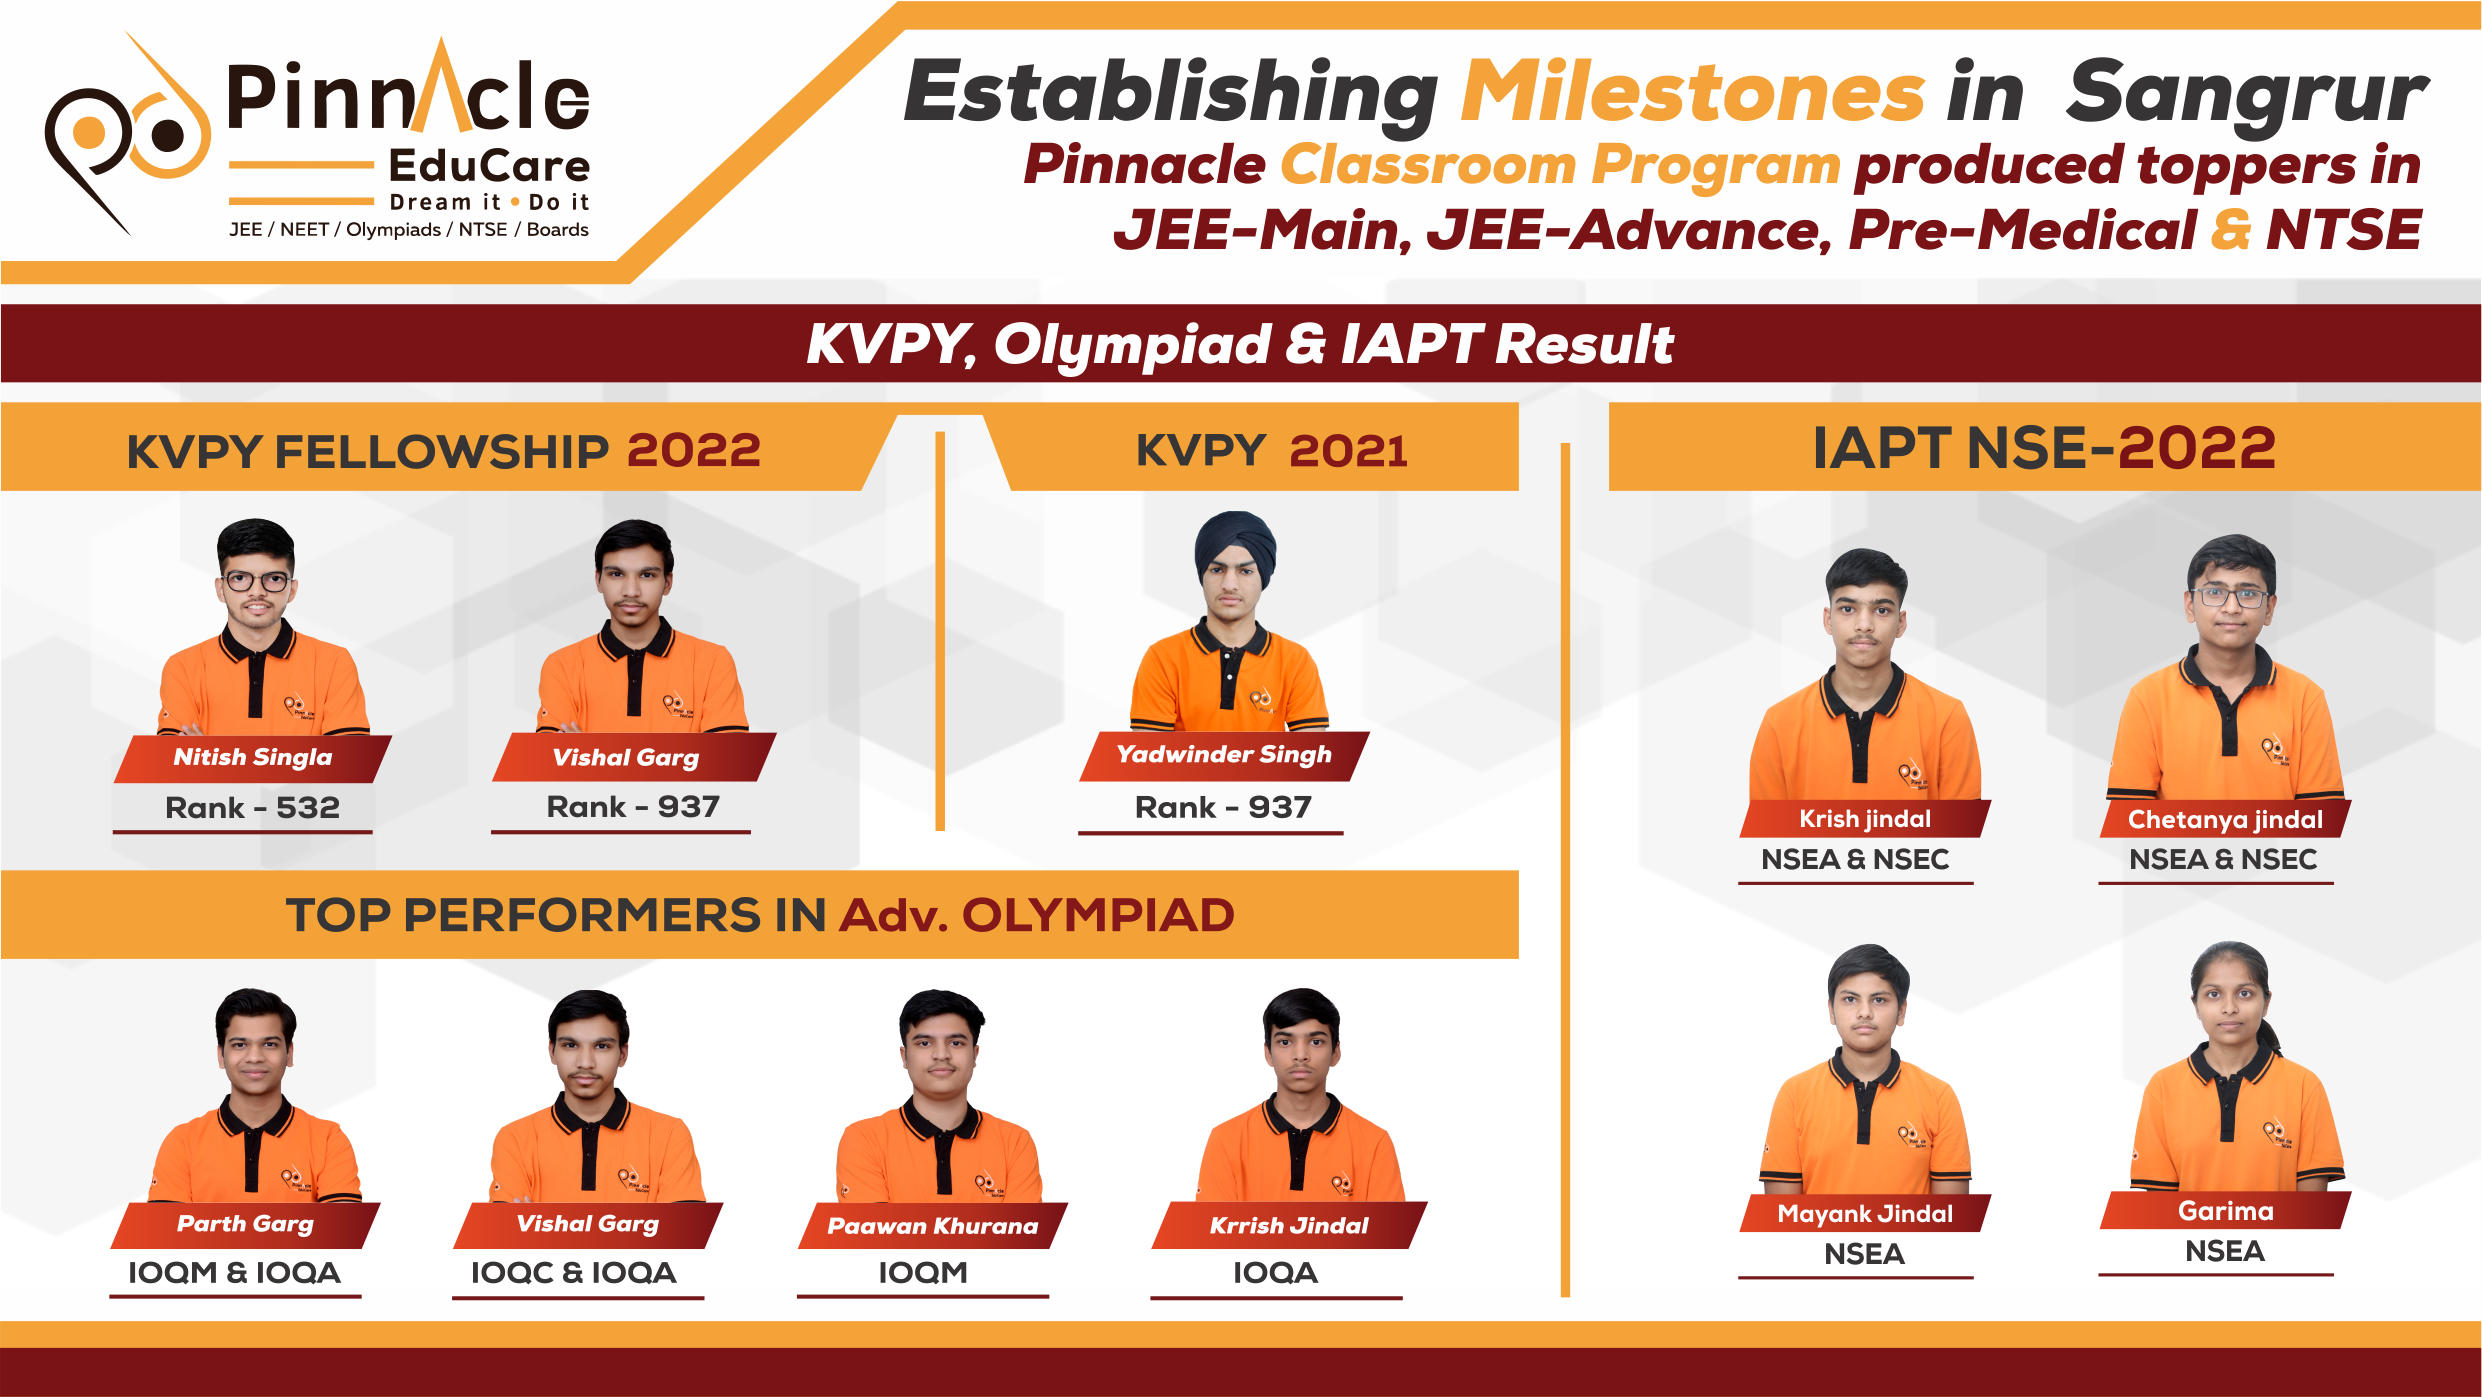 Pinnacle
EduCare
Dream it • Do it
JEE / NEET / Olympiads / NTSE / Boards
Establishing Milestones in Sangrur
Pinnacle Classroom Program produced toppers in
JEE-Main, JEE-Advance, Pre-Medical & NTSE
KVPY, Olympiad & IAPT Result
KVPY FELLOWSHIP 2022
Nitish Singla
Rank - 532
Vishal Garg
Rank - 937
KVPY 2021
Yadwinder Singh
Rank - 937
TOP PERFORMERS IN Adv. OLYMPIAD
Parth Garg
IOQM & IOQA
Vishal Garg
IOQC & IOQA
Paawan Khurana
IOQM
Krrish Jindal
IOQA
IAPT NSE-2022
Krish jindal
NSEA & NSEC
Chetanya jindal
NSEA & NSEC
Mayank Jindal
NSEA
Garima
NSEA